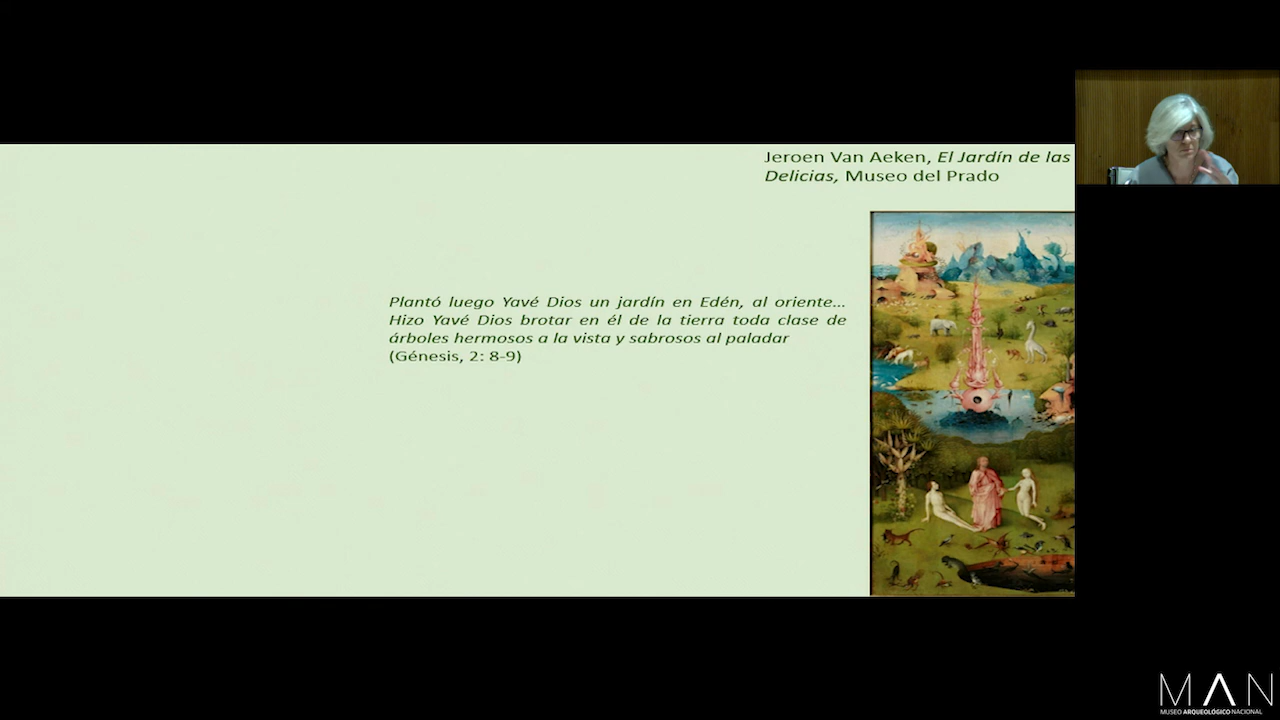 Jeroen Van Aeken, El Jardín de las
Delicias, Museo del Prado
Plantó luego Yavé Dios un jardín en Edén, al oriente...
Hizo Yavé Dios brotar en él de la tierra toda clase de
árboles hermosos a la vista y sabrosos al paladar
(Génesis, 2: 8-9)
MAN
MUSEO ARQUEOLÓGICO NACIONAL